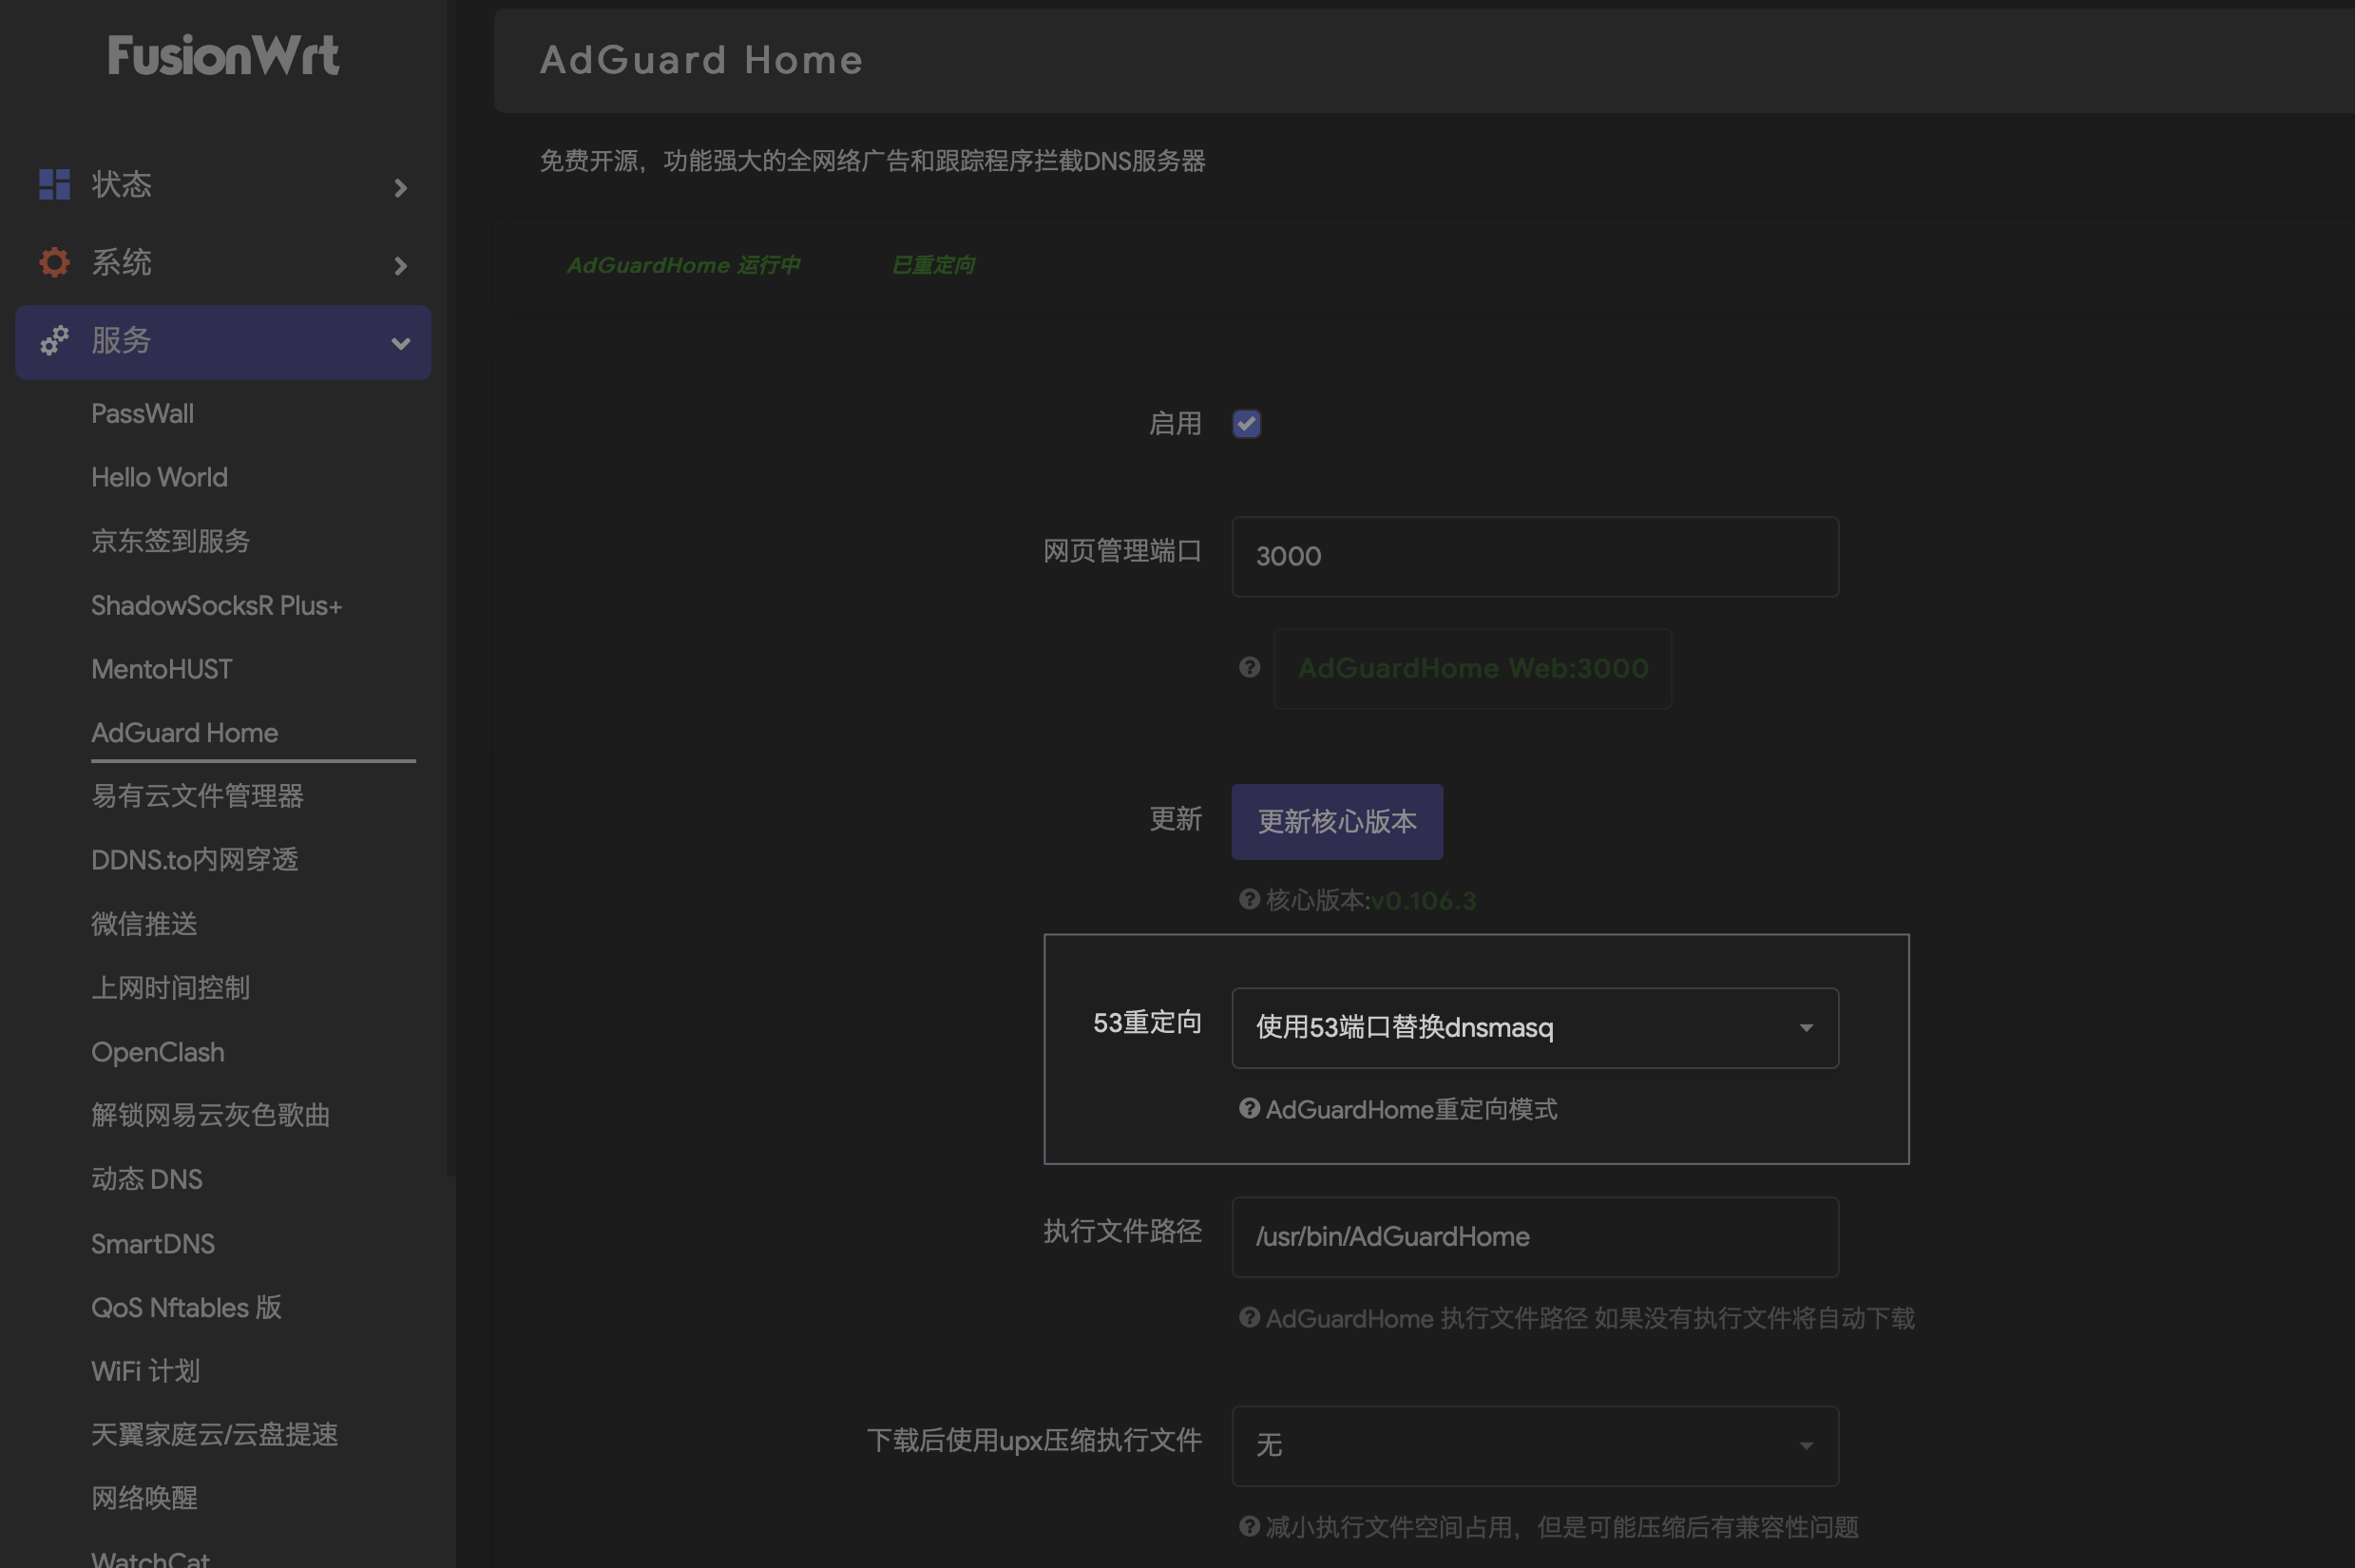 FusionWrt
状态
系统
服务
PassWall
Hello World
京东签到服务
ShadowSocksR Plus+
MentoHUST
AdGuard Home
易有云文件管理器
DDNS.to内网穿透
微信推送
上网时间控制
OpenClash
解锁网易云灰色歌曲
动态 DNS
SmartDNS
QoS Nftables 版
WiFi 计划
天翼家庭云/云盘提速
网络唤醒
WatchCat
AdGuard Home
免费开源，功能强大的全网络广告和跟踪程序拦截DNS服务器
AdGuardHome 运行中 已重定向
启用
网页管理端口 3000
AdGuardHome Web:3000
更新 更新核心版本
核心版本:v0.106.3
53重定向 使用53端口替换dnsmasq
AdGuardHome重定向模式
执行文件路径 /usr/bin/AdGuardHome
AdGuardHome 执行文件路径 如果没有执行文件将自动下载
下载后使用upx压缩执行文件 无
减小执行文件空间占用，但是可能压缩后有兼容性问题